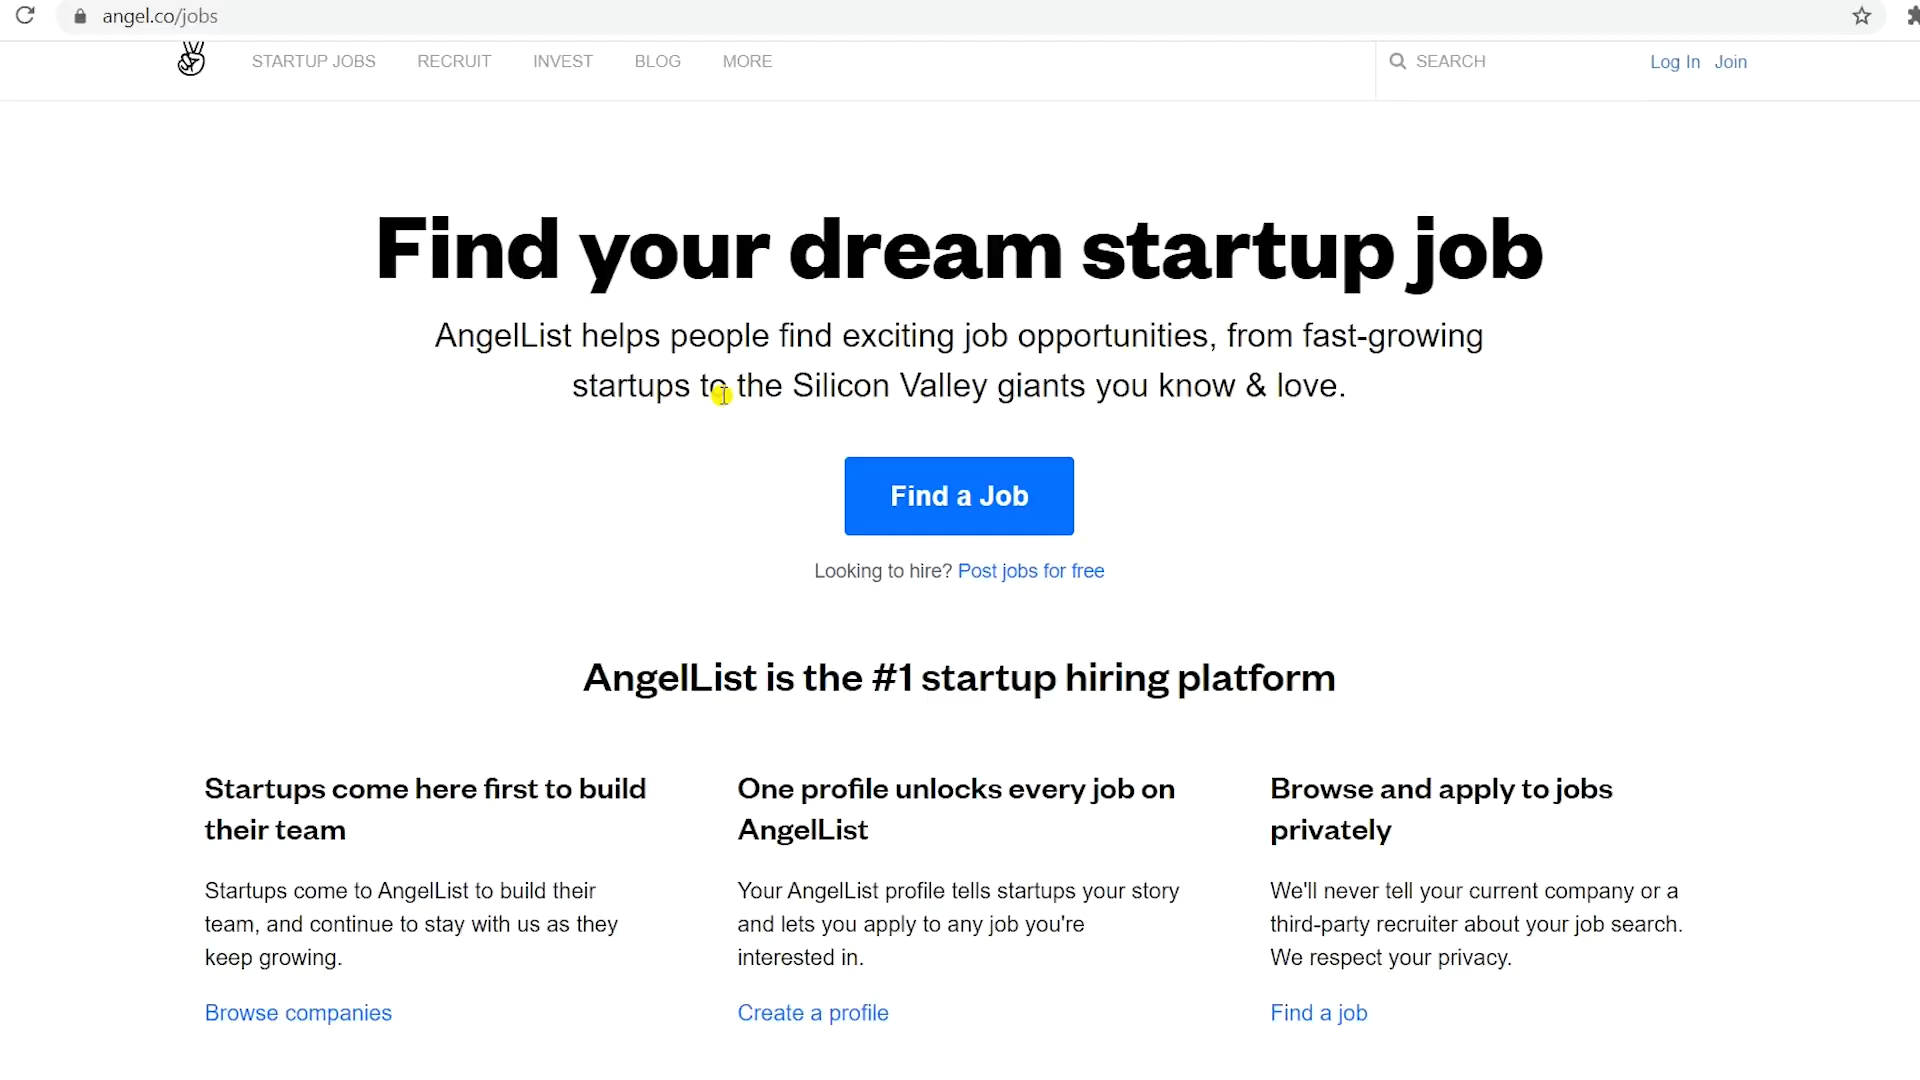 angel.co/jobs
STARTUP JOBS RECRUIT INVEST BLOG MORE SEARCH Log In Join
Find your dream startup job
AngelList helps people find exciting job opportunities, from fast-growing
startups to the Silicon Valley giants you know & love.
Find a Job
Looking to hire? Post jobs for free
AngelList is the #1 startup hiring platform
Startups come here first to build
their team
Startups come to AngelList to build their
team, and continue to stay with us as they
keep growing.
Browse companies
One profile unlocks every job on
AngelList
Your AngelList profile tells startups your story
and lets you apply to any job you're
interested in.
Create a profile
Browse and apply to jobs
privately
We'll never tell your current company or a
third-party recruiter about your job search.
We respect your privacy.
Find a job